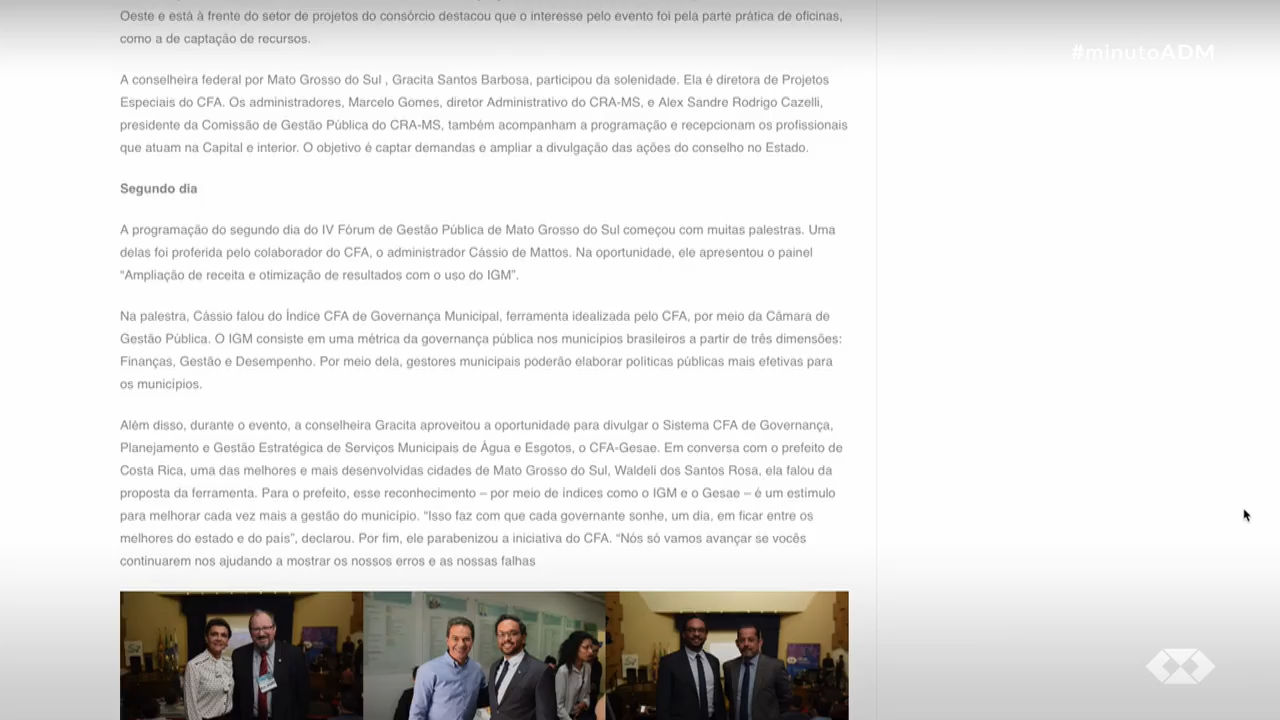 Oeste e está à frente do setor de projetos do consórcio destacou que o interesse pelo evento foi pela parte prática de oficinas,
como a de captação de recursos.
#minutoADM
A conselheira federal por Mato Grosso do Sul , Gracita Santos Barbosa, participou da solenidade. Ela é diretora de Projetos
Especiais do CFA. Os administradores, Marcelo Gomes, diretor Administrativo do CRA-MS, e Alex Sandre Rodrigo Cazelli,
presidente da Comissão de Gestão Pública do CRA-MS, também acompanham a programação e recepcionam os profissionais
que atuam na Capital e interior. O objetivo é captar demandas e ampliar a divulgação das ações do conselho no Estado.
Segundo dia
A programação do segundo dia do IV Fórum de Gestão Pública de Mato Grosso do Sul começou com muitas palestras. Uma
delas foi proferida pelo colaborador do CFA, o administrador Cássio de Mattos. Na oportunidade, ele apresentou o painel
“Ampliação de receita e otimização de resultados com o uso do IGM”.
Na palestra, Cássio falou do Índice CFA de Governança Municipal, ferramenta idealizada pelo CFA, por meio da Câmara de
Gestão Pública. O IGM consiste em uma métrica da governança pública nos municípios brasileiros a partir de três dimensões:
Finanças, Gestão e Desempenho. Por meio dela, gestores municipais poderão elaborar políticas públicas mais efetivas para
os municípios.
Além disso, durante o evento, a conselheira Gracita aproveitou a oportunidade para divulgar o Sistema CFA de Governança,
Planejamento e Gestão Estratégica de Serviços Municipais de Água e Esgotos, o CFA-Gesae. Em conversa com o prefeito de
Costa Rica, uma das melhores e mais desenvolvidas cidades de Mato Grosso do Sul, Waldeli dos Santos Rosa, ela falou da
proposta da ferramenta. Para o prefeito, esse reconhecimento – por meio de índices como o IGM e o Gesae – é um estímulo
para melhorar cada vez mais a gestão do município. “Isso faz com que cada governante sonhe, um dia, em ficar entre os
melhores do estado e do país”, declarou. Por fim, ele parabenizou a iniciativa do CFA. “Nós só vamos avançar se vocês
continuarem nos ajudando a mostrar os nossos erros e as nossas falhas